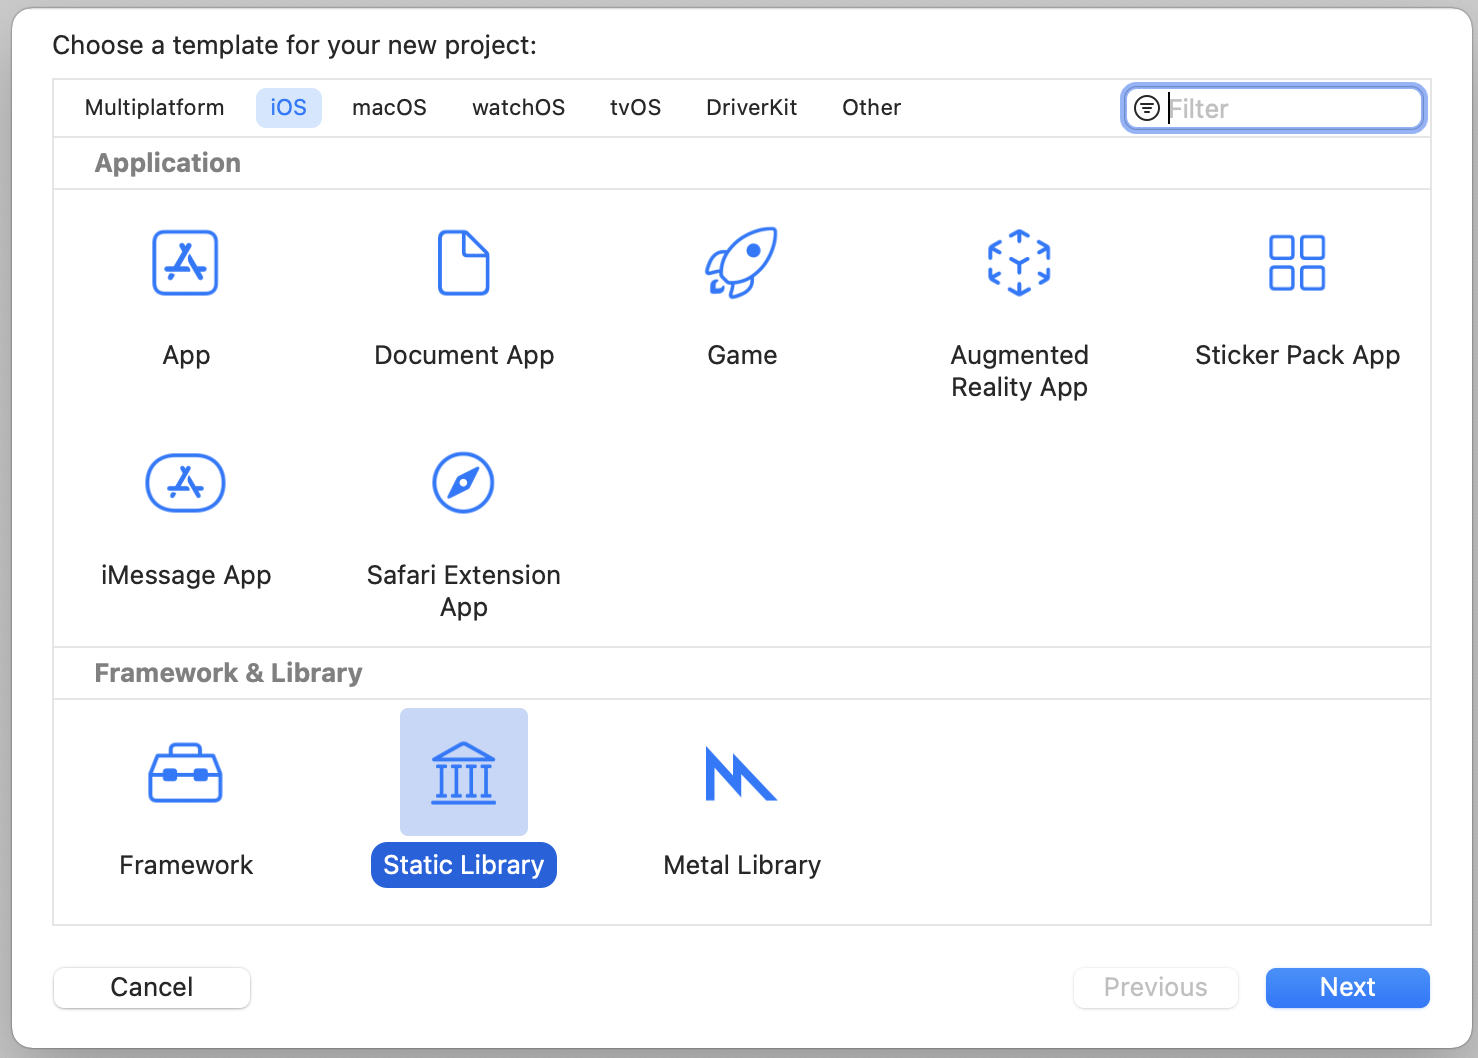 Choose a template for your new project:
Multiplatform iOS macOS watchOS tvOS DriverKit Other Filter
Application
App Document App Game Augmented Reality App Sticker Pack App
iMessage App Safari Extension App
Framework & Library
Framework Static Library Metal Library
Cancel Previous Next